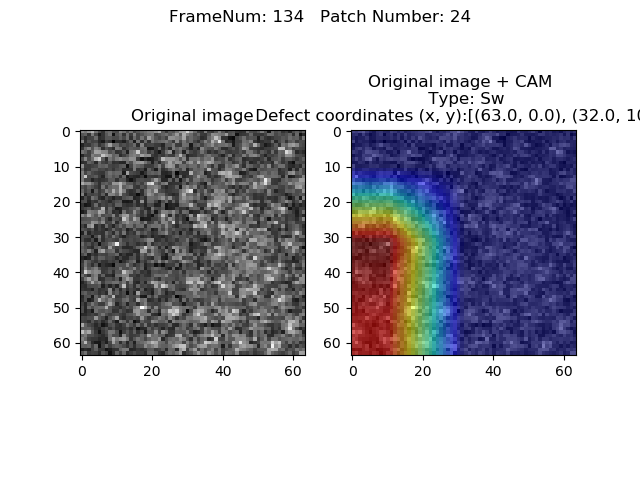 FrameNum: 134   Patch Number: 24
Original image + CAM
Type: Sw
Original image
Defect coordinates (x, y):[(63.0, 0.0), (32.0, 10
0
10
20
30
40
50
60
0 20 40 60
0
10
20
30
40
50
60
0 20 40 60